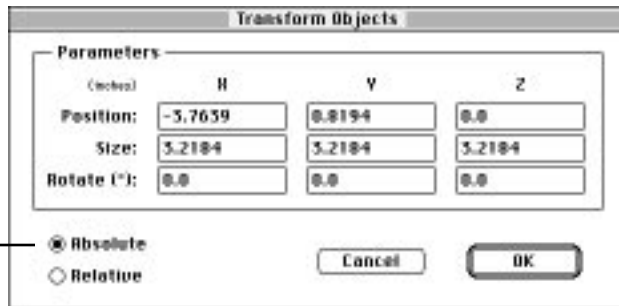 Transform Objects
Parameters
(inches) X Y Z
Position: -3.7639 0.8194 0.0
Size: 3.2184 3.2184 3.2184
Rotate (°): 0.0 0.0 0.0
Absolute
Relative
Cancel OK